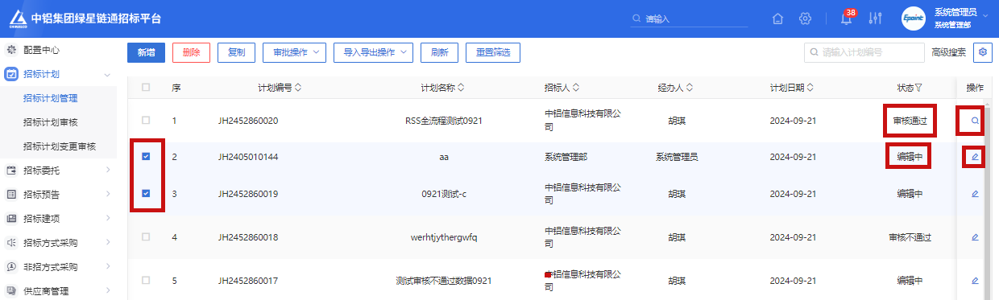 中铝集团绿星链通招标平台
请输入
38
Epoint
系统管理员
系统管理部
CHINALCO
配置中心
招标计划
招标计划管理
招标计划审核
招标计划变更审核
招标委托
招标预告
招标建项
招标方式采购
非招方式采购
供应商管理
新增 删除 复制 审批操作 导入导出操作 刷新 重置筛选
请输入计划编号 高级搜索
序 计划编号 计划名称 招标人 经办人 计划日期 状态 操作
1 JH2452860020 RSS全流程测试0921 中铝信息科技有限公 胡琪 2024-09-21 审核通过
司
2 JH2405010144 aa 系统管理部 系统管理员 2024-09-21 编辑中
3 JH2452860019 0921测试-c 中铝信息科技有限公 胡琪 2024-09-21 编辑中
司
4 JH2452860018 werhtjythergwfq 中铝信息科技有限公 胡琪 2024-09-21 审核不通过
司
5 JH2452860017 测试审核不通过数据0921 中铝信息科技有限公 胡琪 2024-09-21 编辑中
司